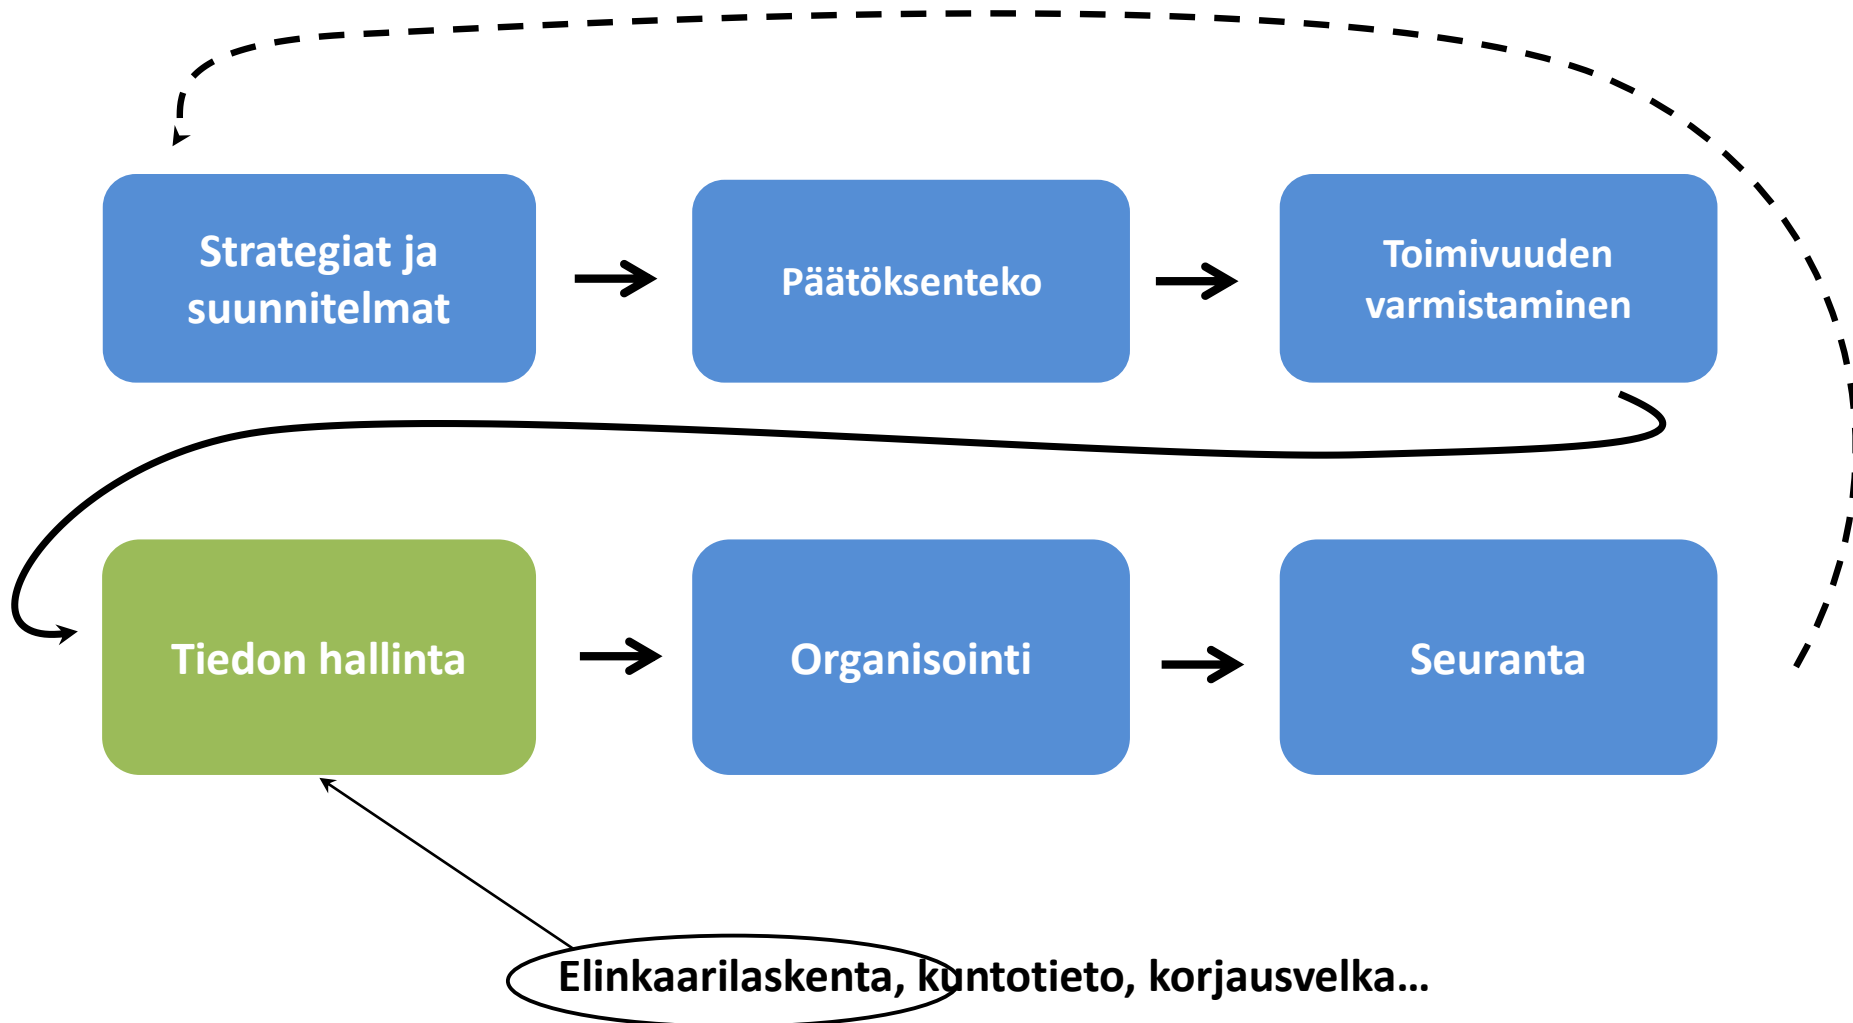 Strategiat ja
suunnitelmat
Päätöksenteko
Toimivuuden
varmistaminen
Tiedon hallinta
Organisointi
Seuranta
Elinkaarilaskenta, kuntotieto, korjausvelka…